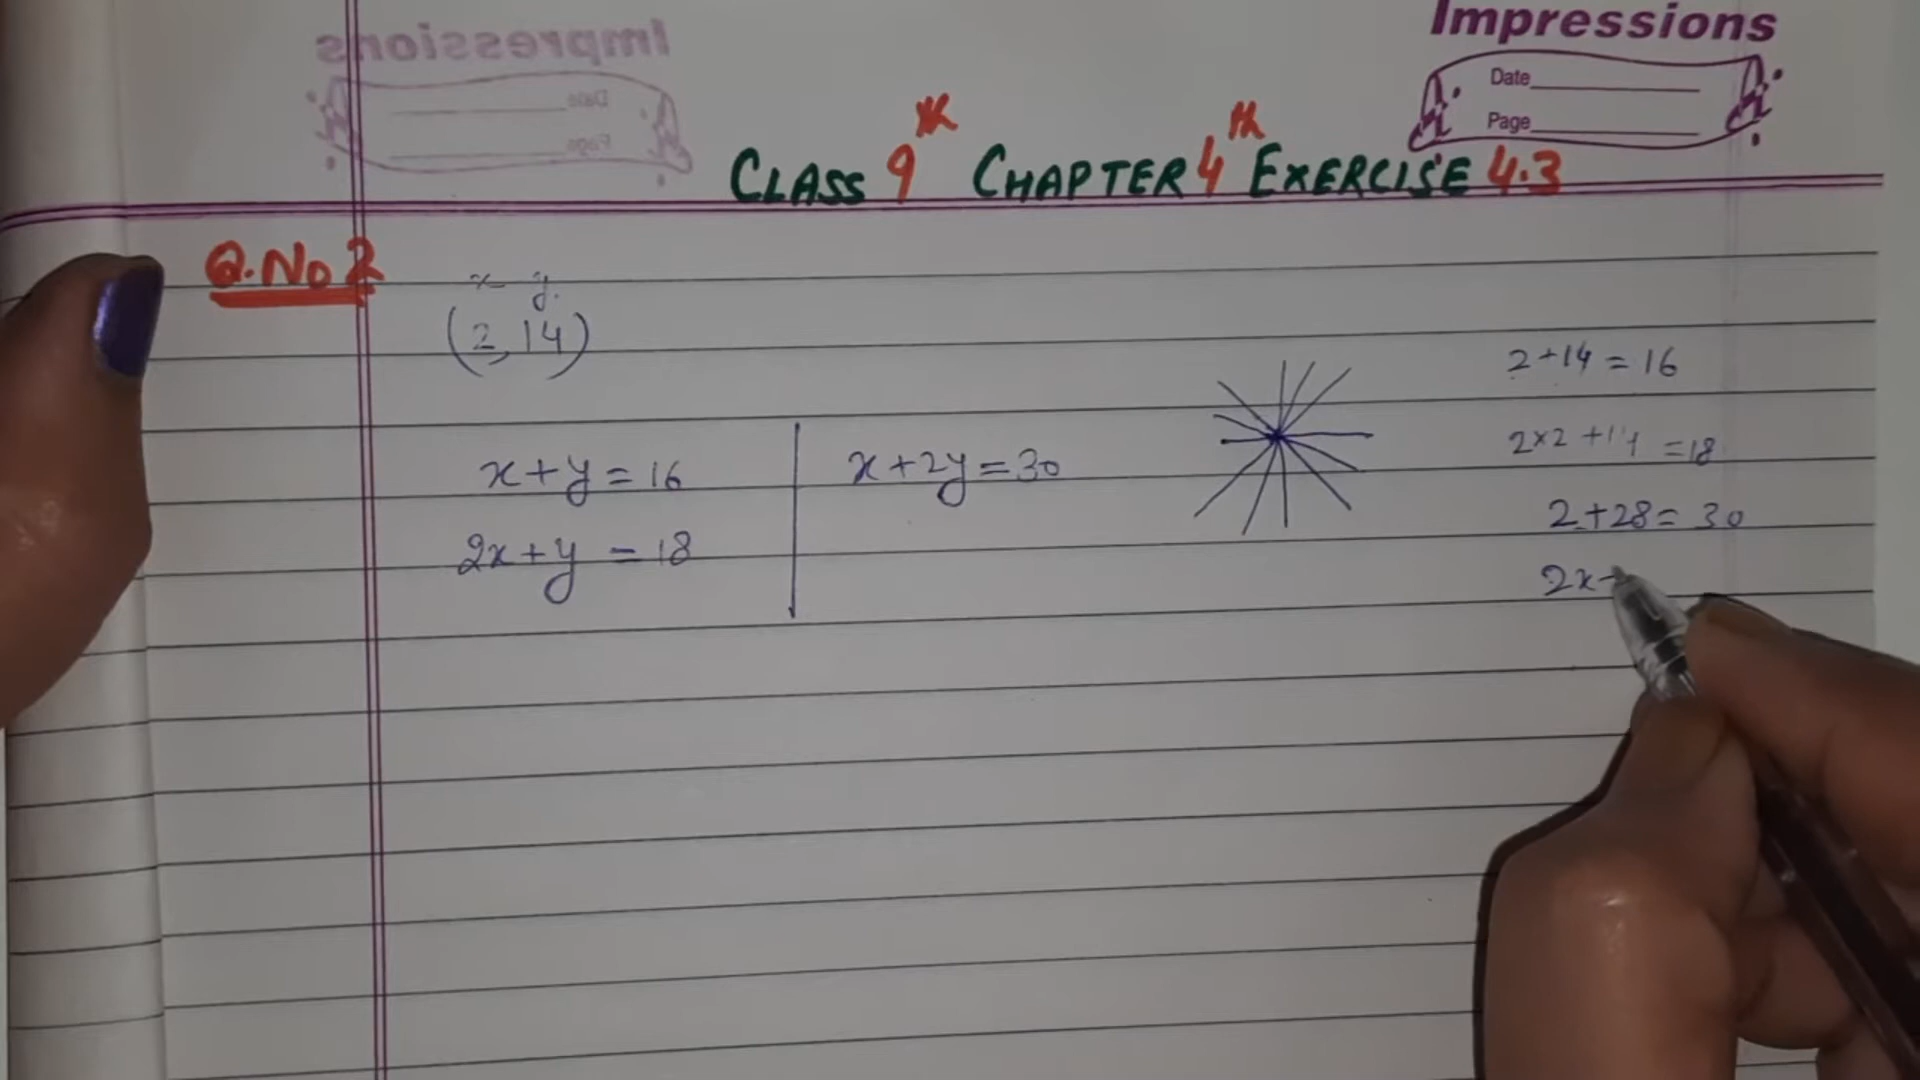 Impressions
Date
Page
CLASS 9th CHAPTER 4th EXERCISE 4.3
Q.No 2
x y
(2, 14)
x + y = 16
2x + y = 18
x + 2y = 30
2 + 14 = 16
2 × 2 + 14 = 18
2 + 28 = 30
2x